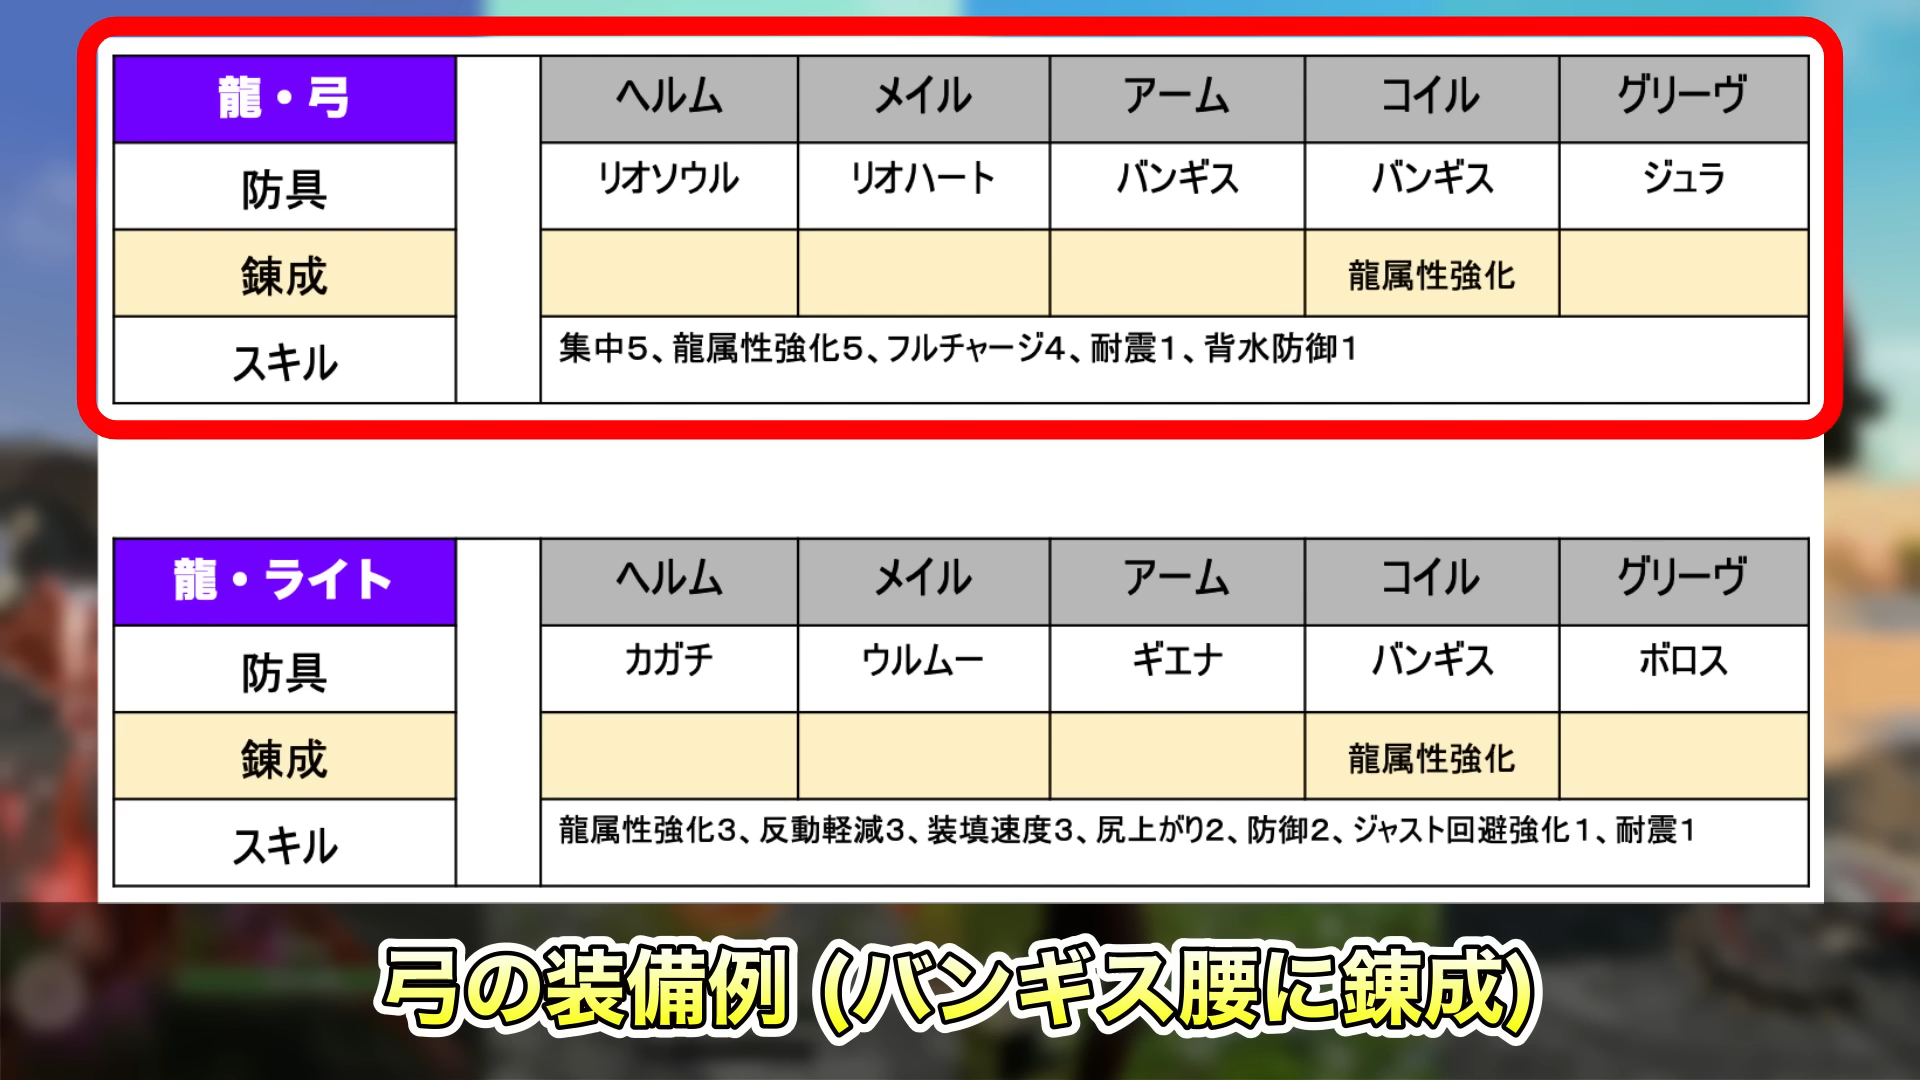 龍・弓 ヘルム メイル アーム コイル グリーヴ
防具 リオソウル リオハート バンギス バンギス ジュラ
錬成 龍属性強化
スキル 集中5、龍属性強化5、フルチャージ4、耐震1、背水防御1
龍・ライト ヘルム メイル アーム コイル グリーヴ
防具 カガチ ウルムー ギエナ バンギス ボロス
錬成 龍属性強化
スキル 龍属性強化3、反動軽減3、装填速度3、尻上がり2、防御2、ジャスト回避強化1、耐震1
弓の装備例 (バンギス腰に錬成)